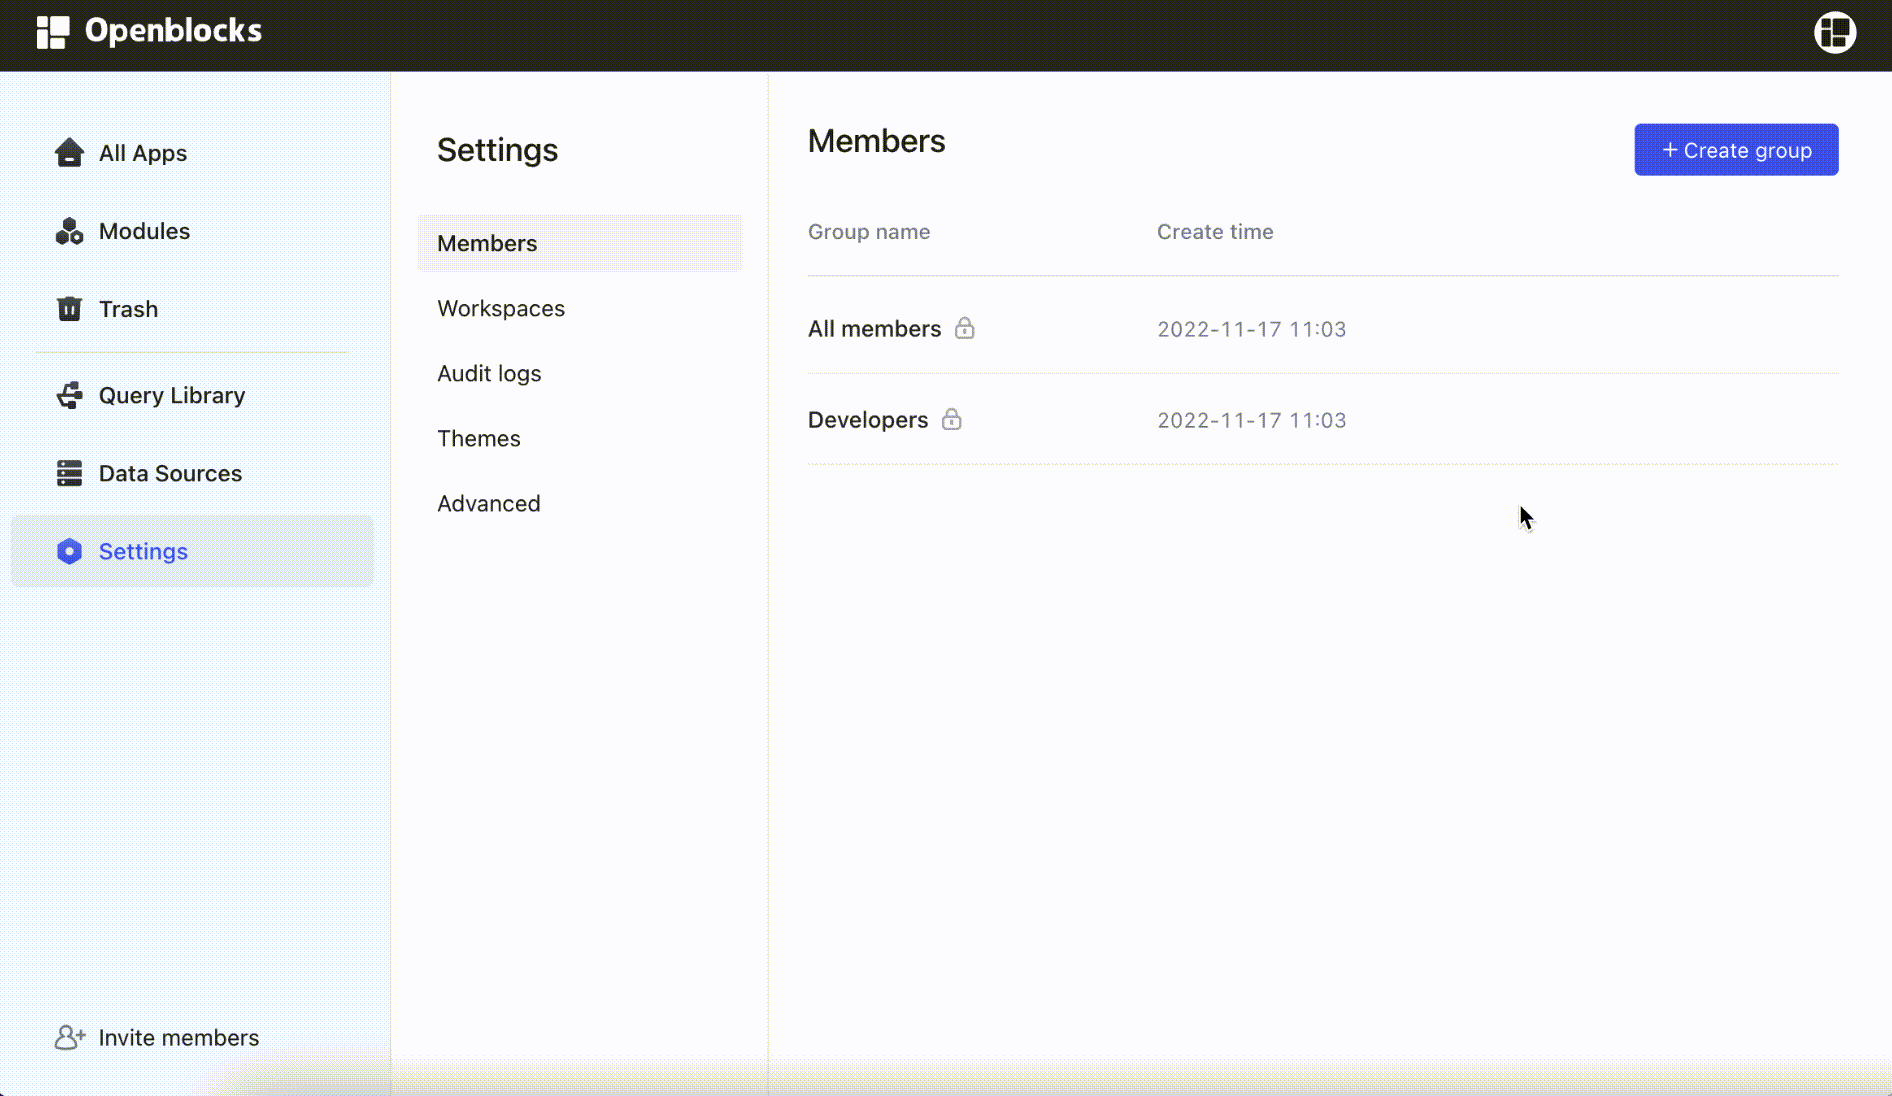 Openblocks
All Apps
Modules
Trash
Query Library
Data Sources
Settings
Invite members
Settings
Members
Workspaces
Audit logs
Themes
Advanced
Members
+ Create group
Group name Create time
All members 2022-11-17 11:03
Developers 2022-11-17 11:03